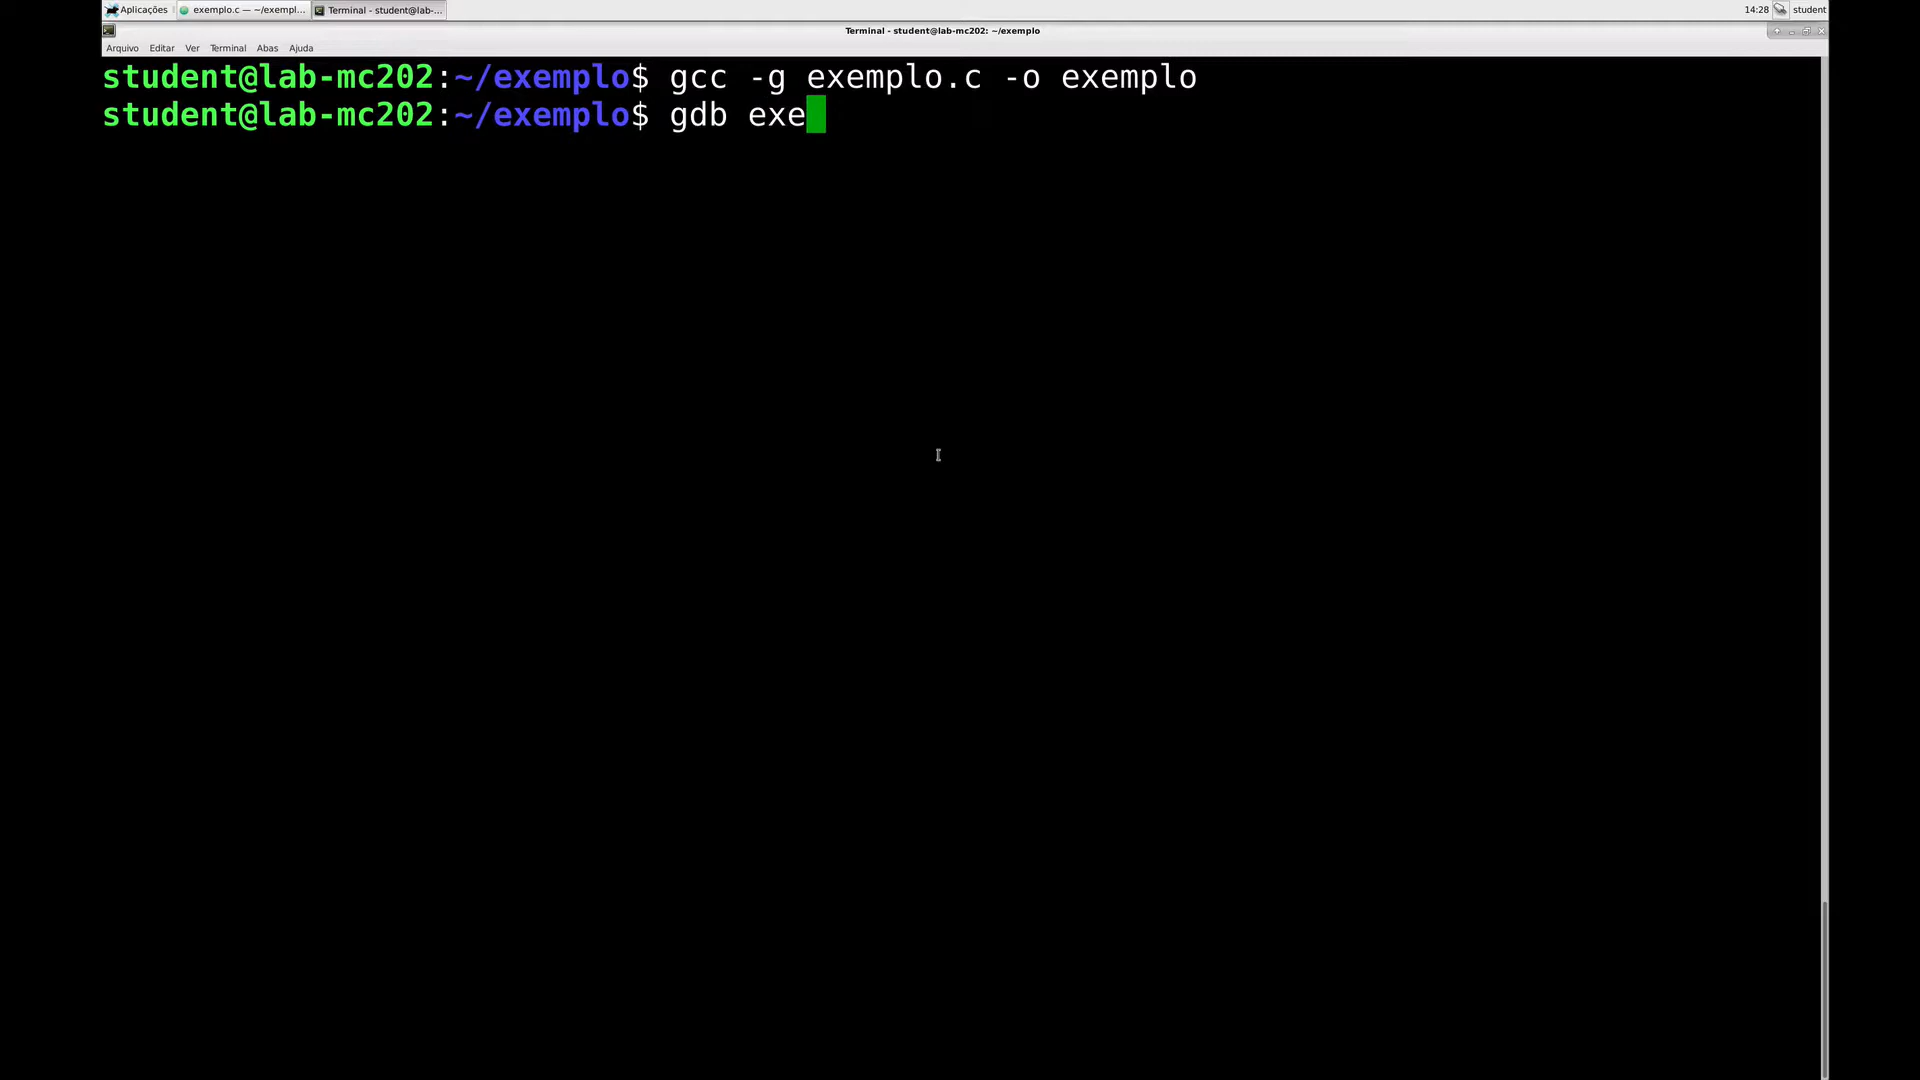 Aplicações
exemplo.c — ~/exempl...
Terminal - student@lab-...
14:28
student
Terminal - student@lab-mc202: ~/exemplo
Arquivo Editar Ver Terminal Abas Ajuda
student@lab-mc202:~/exemplo$ gcc -g exemplo.c -o exemplo
student@lab-mc202:~/exemplo$ gdb exe